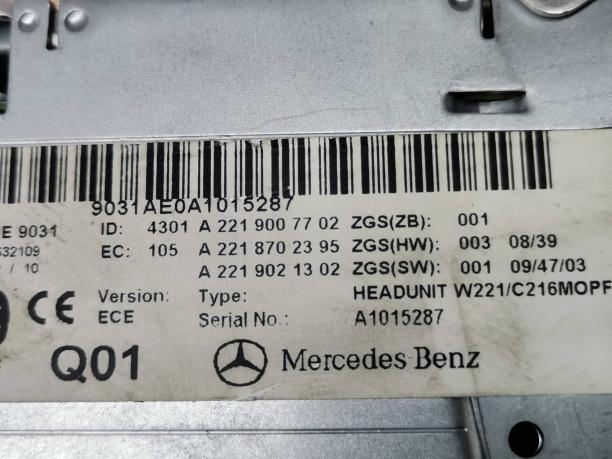 9031AE0A1015287
E 9031 ID: 4301 A 221 900 77 02 ZGS(ZB): 001
632109 EC: 105 A 221 870 23 95 ZGS(HW): 003 08/39
/ 10 A 221 902 13 02 ZGS(SW): 001 09/47/03
CE Version: Type: HEADUNIT W221/C216MOPF
ECE Serial No.: A1015287
Q01 Mercedes-Benz